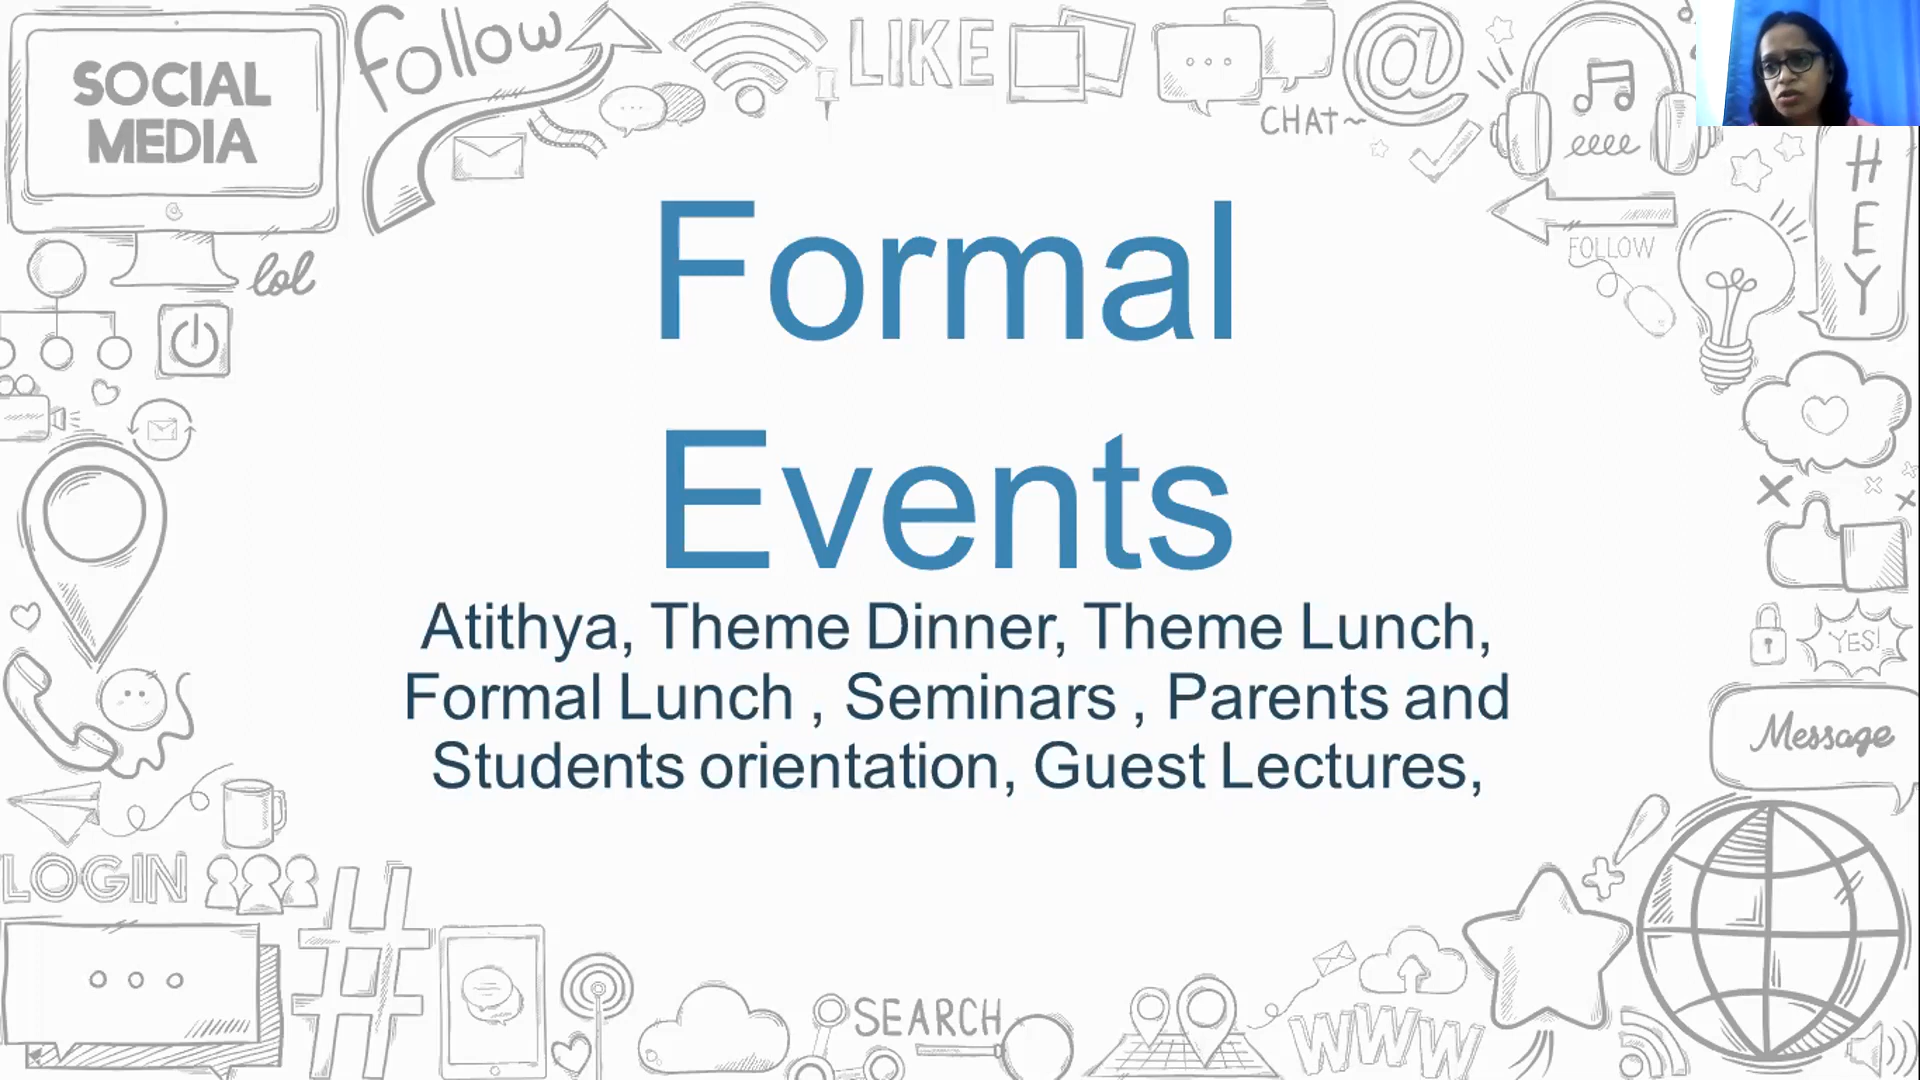 SOCIAL
MEDIA
follow
LIKE
CHAT~
@
HEY
FOLLOW
lol
Formal
Events
Atithya, Theme Dinner, Theme Lunch,
Formal Lunch , Seminars , Parents and
Students orientation, Guest Lectures,
YES!
Message
LOGIN
#
SEARCH
WWW